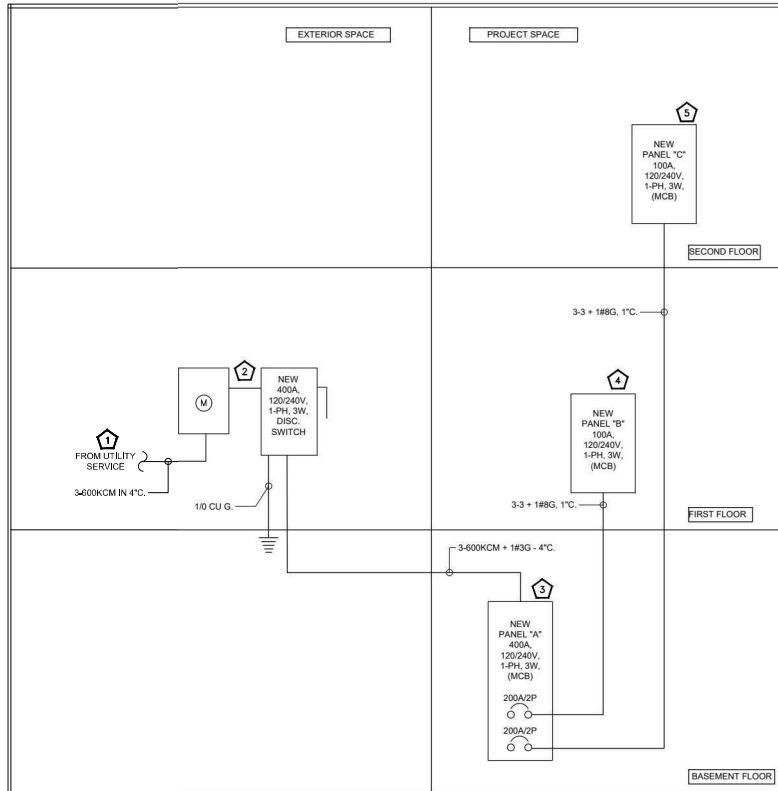 EXTERIOR SPACE
PROJECT SPACE
5
NEW
PANEL "C"
100A,
120/240V,
1-PH, 3W,
(MCB)
SECOND FLOOR
3-3 + 1#8G, 1"C.
2
NEW
400A,
120/240V,
1-PH, 3W,
DISC.
SWITCH
M
4
NEW
PANEL "B"
100A,
120/240V,
1-PH, 3W,
(MCB)
1
FROM UTILITY
SERVICE
3-600KCM IN 4"C.
1/0 CU G.
3-3 + 1#8G, 1"C.
FIRST FLOOR
3-600KCM + 1#3G - 4"C.
3
NEW
PANEL "A"
400A,
120/240V,
1-PH, 3W,
(MCB)
200A/2P
200A/2P
BASEMENT FLOOR